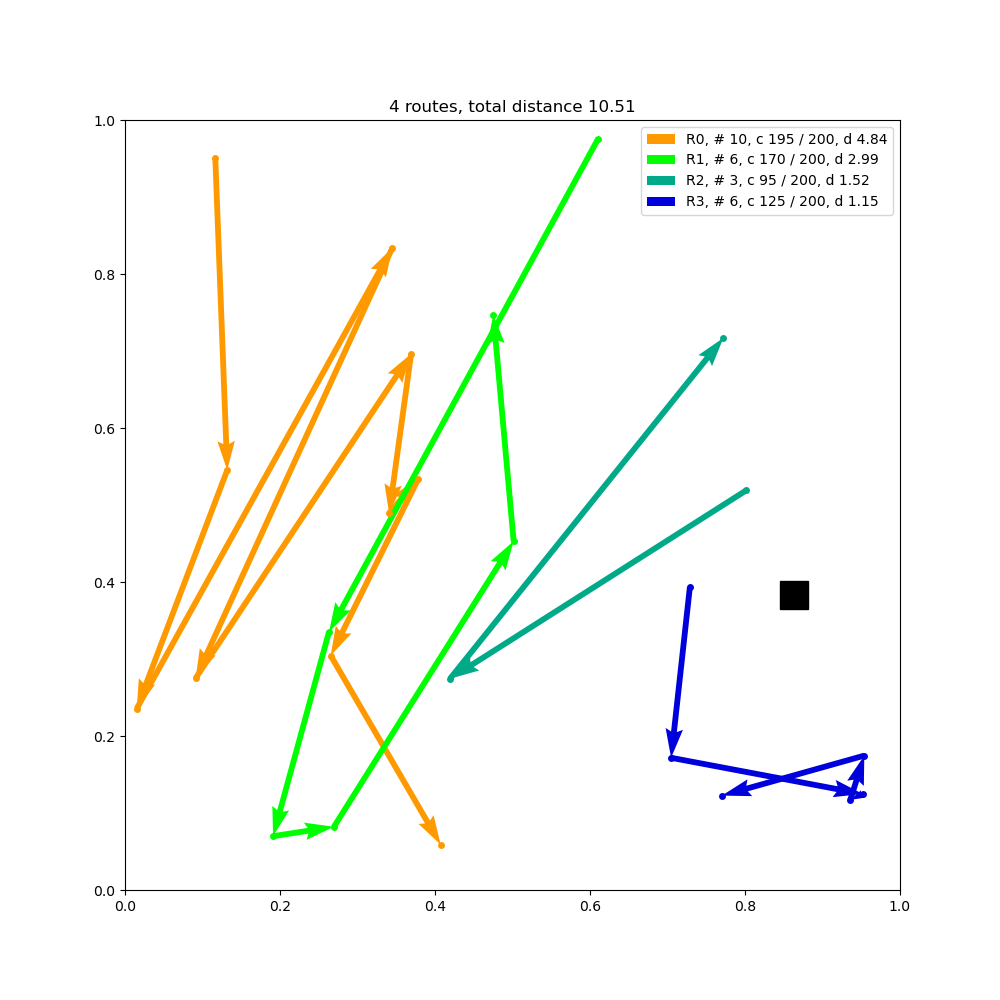 4 routes, total distance 10.51
R0, # 10, c 195 / 200, d 4.84
R1, # 6, c 170 / 200, d 2.99
R2, # 3, c 95 / 200, d 1.52
R3, # 6, c 125 / 200, d 1.15
1.0
0.8
0.6
0.4
0.2
0.0
0.0 0.2 0.4 0.6 0.8 1.0